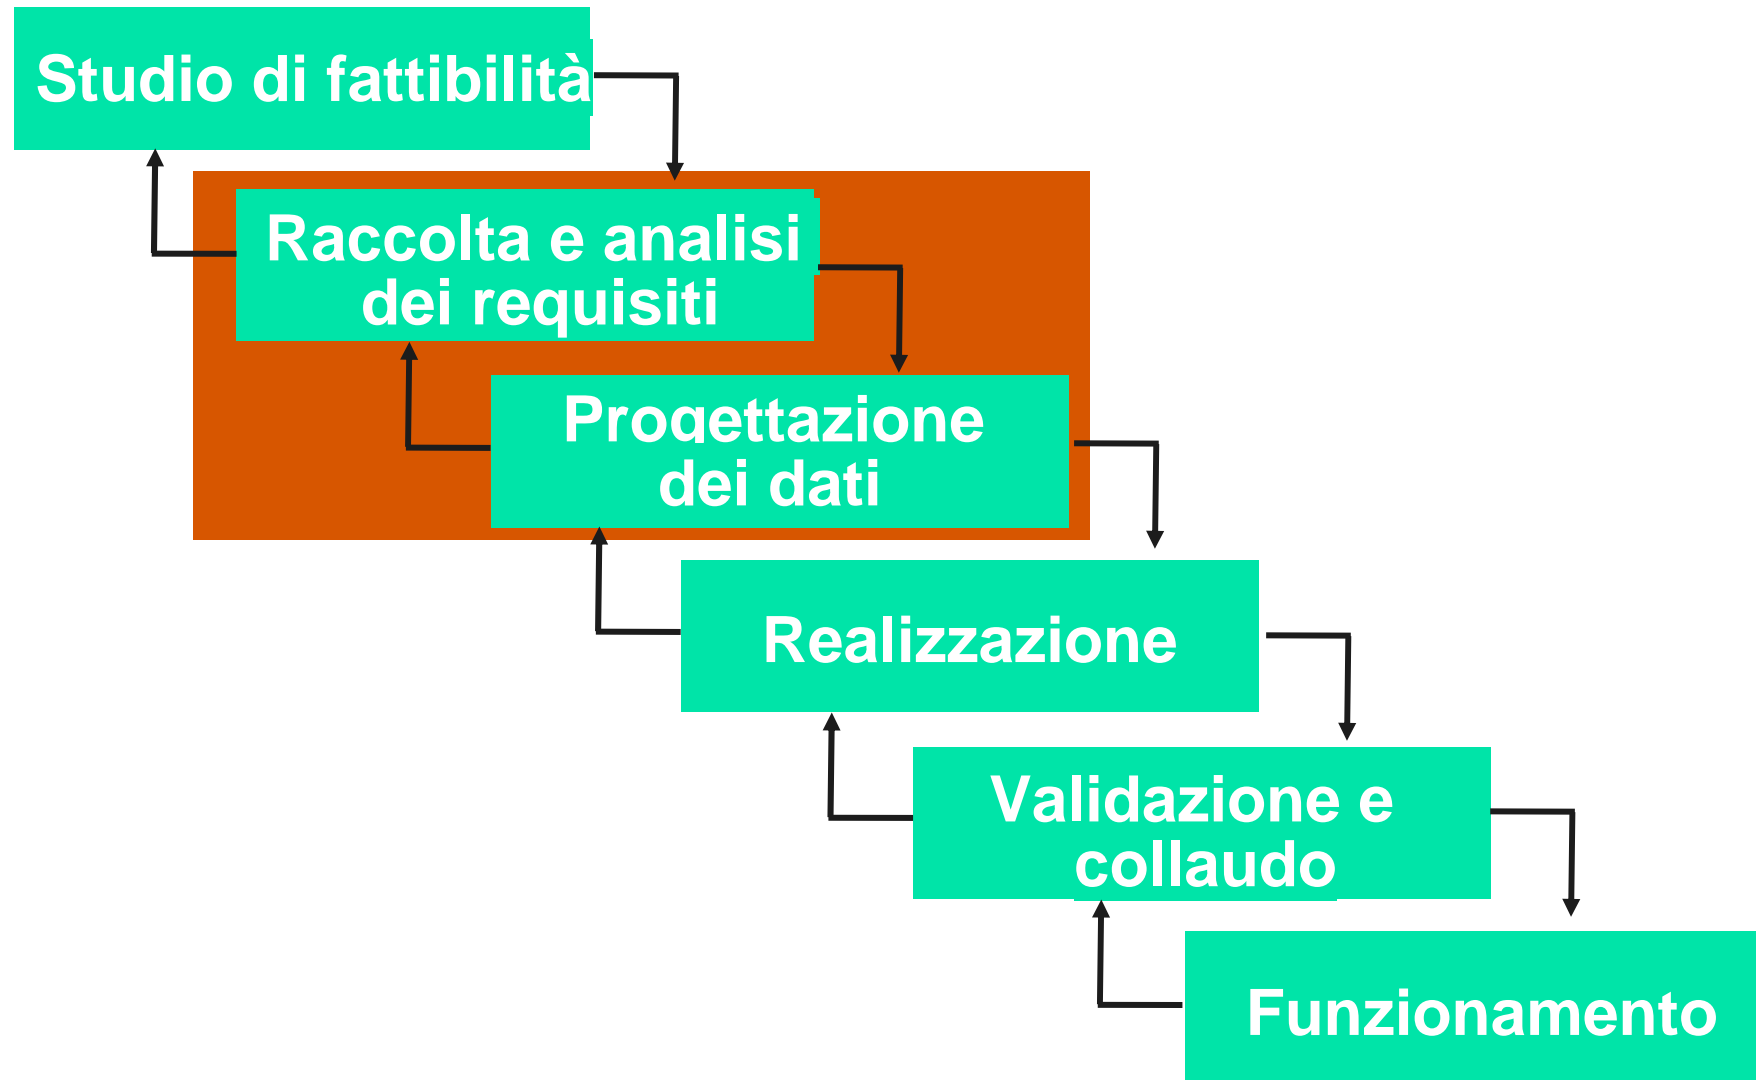 Studio di fattibilità
Raccolta e analisi
dei requisiti
Progettazione
dei dati
Realizzazione
Validazione e
collaudo
Funzionamento